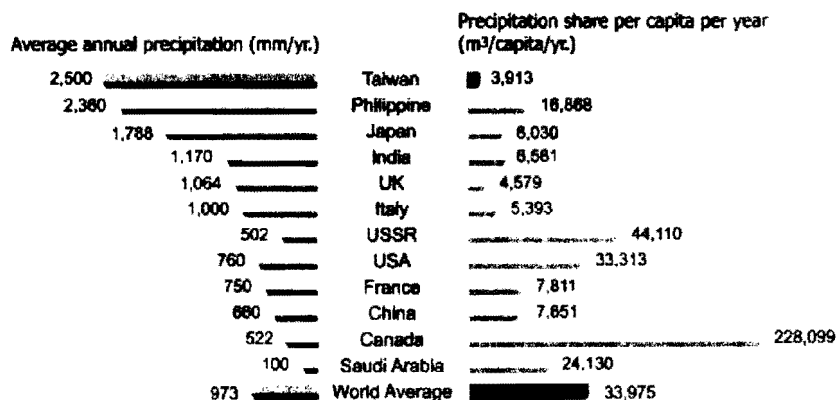 Average annual precipitation (mm/yr.)
Precipitation share per capita per year
(m³/capita/yr.)
2,500 Taiwan 3,913
2,360 Philippine 16,868
1,788 Japan 6,030
1,170 India 6,561
1,064 UK 4,579
1,000 Italy 5,393
502 USSR 44,110
760 USA 33,313
750 France 7,811
660 China 7,651
522 Canada 228,099
100 Saudi Arabia 24,130
973 World Average 33,975